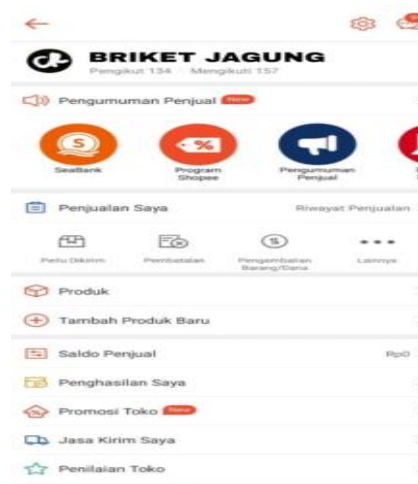 BRIKET JAGUNG
Pengikut 134 Mengikuti 157
Pengumuman Penjual New
SeaBank
Program Shopee
Pengumuman Penjual
Penjualan Saya Riwayat Penjualan
Perlu Dikirim
Pembatalan
Pengembalian Barang/Dana
Lainnya
Produk
Tambah Produk Baru
Saldo Penjual Rp0
Penghasilan Saya
Promosi Toko New
Jasa Kirim Saya
Penilaian Toko